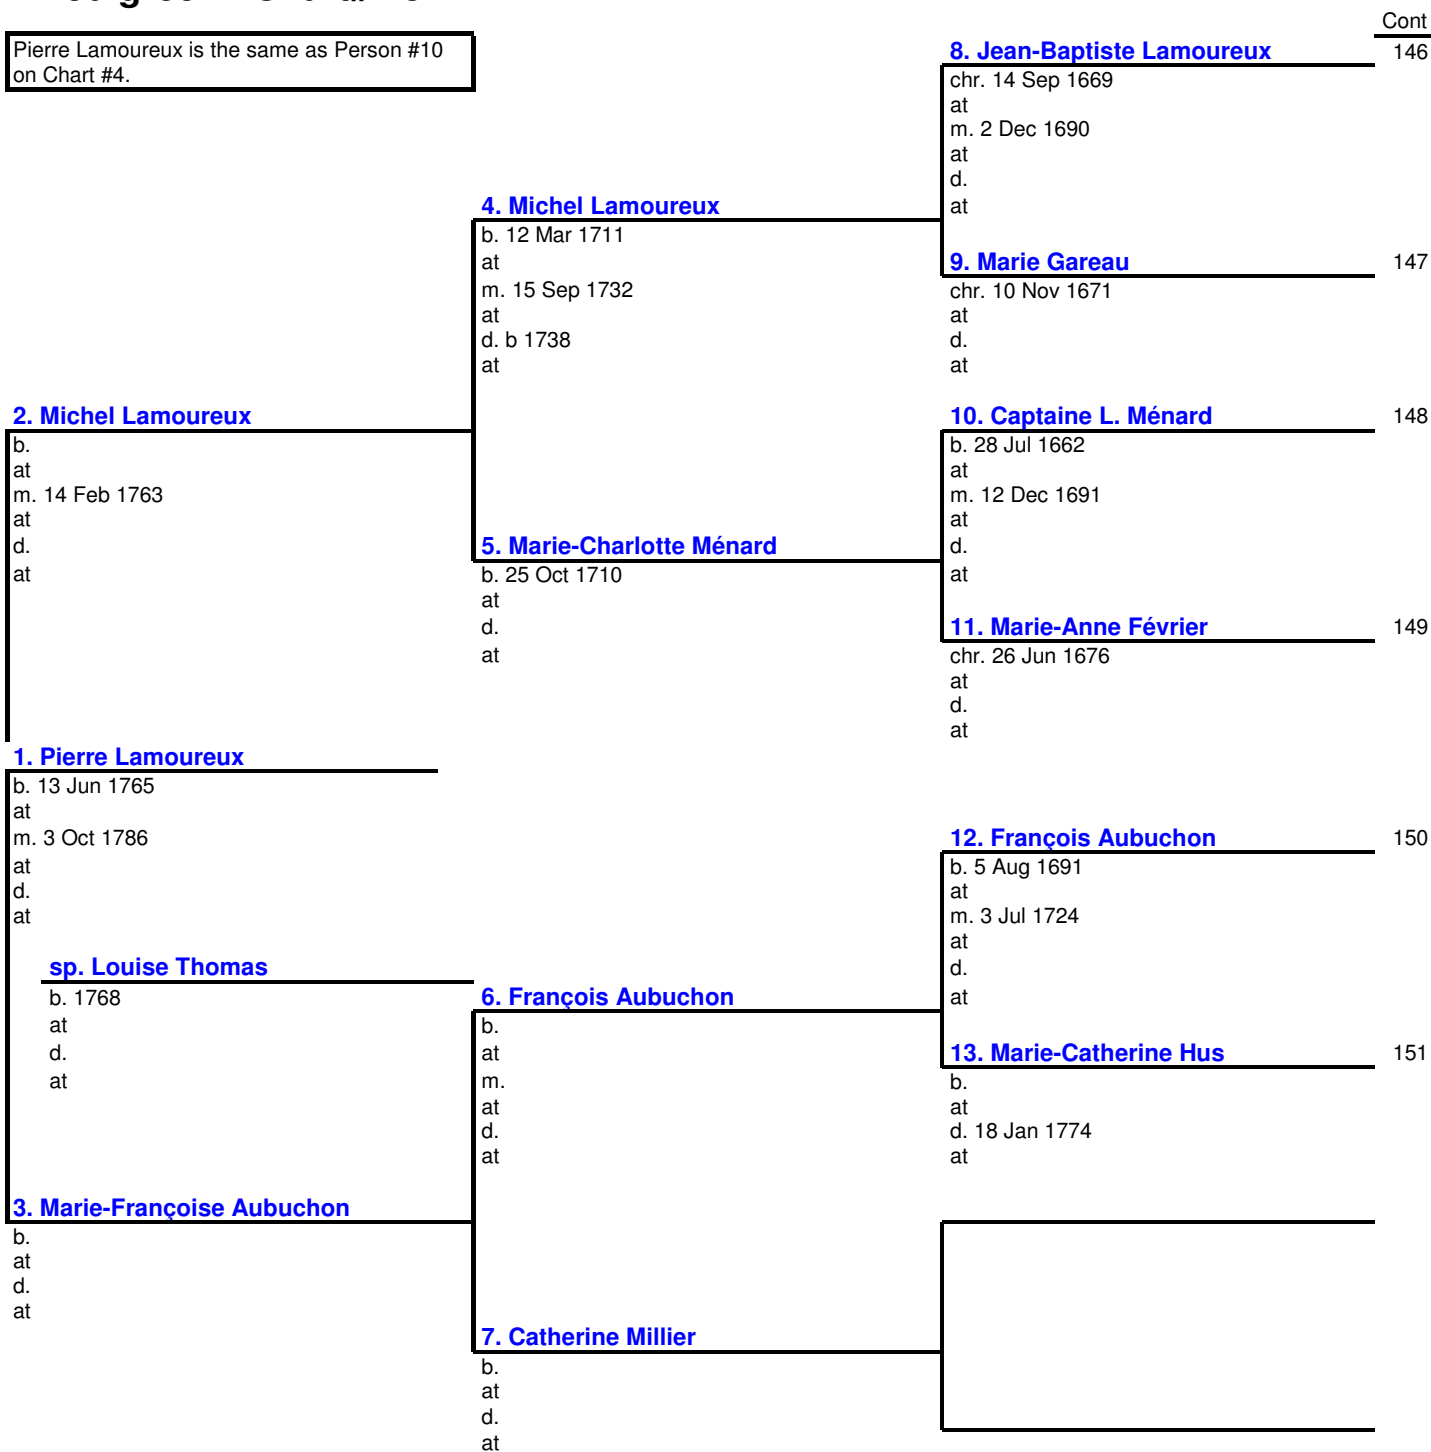 Cont
Pierre Lamoureux is the same as Person #10
on Chart #4.
8. Jean-Baptiste Lamoureux 146
chr. 14 Sep 1669
at
m. 2 Dec 1690
at
d.
at
4. Michel Lamoureux
b. 12 Mar 1711
at
m. 15 Sep 1732
at
d. b 1738
at
9. Marie Gareau 147
chr. 10 Nov 1671
at
d.
at
2. Michel Lamoureux
b.
at
m. 14 Feb 1763
at
d.
at
10. Captaine L. Ménard 148
b. 28 Jul 1662
at
m. 12 Dec 1691
at
d.
at
5. Marie-Charlotte Ménard
b. 25 Oct 1710
at
d.
at
11. Marie-Anne Février 149
chr. 26 Jun 1676
at
d.
at
1. Pierre Lamoureux
b. 13 Jun 1765
at
m. 3 Oct 1786
at
d.
at
12. François Aubuchon 150
b. 5 Aug 1691
at
m. 3 Jul 1724
at
d.
at
sp. Louise Thomas
b. 1768
at
d.
at
6. François Aubuchon
b.
at
m.
at
d.
at
13. Marie-Catherine Hus 151
b.
at
d. 18 Jan 1774
at
3. Marie-Françoise Aubuchon
b.
at
d.
at
7. Catherine Millier
b.
at
d.
at